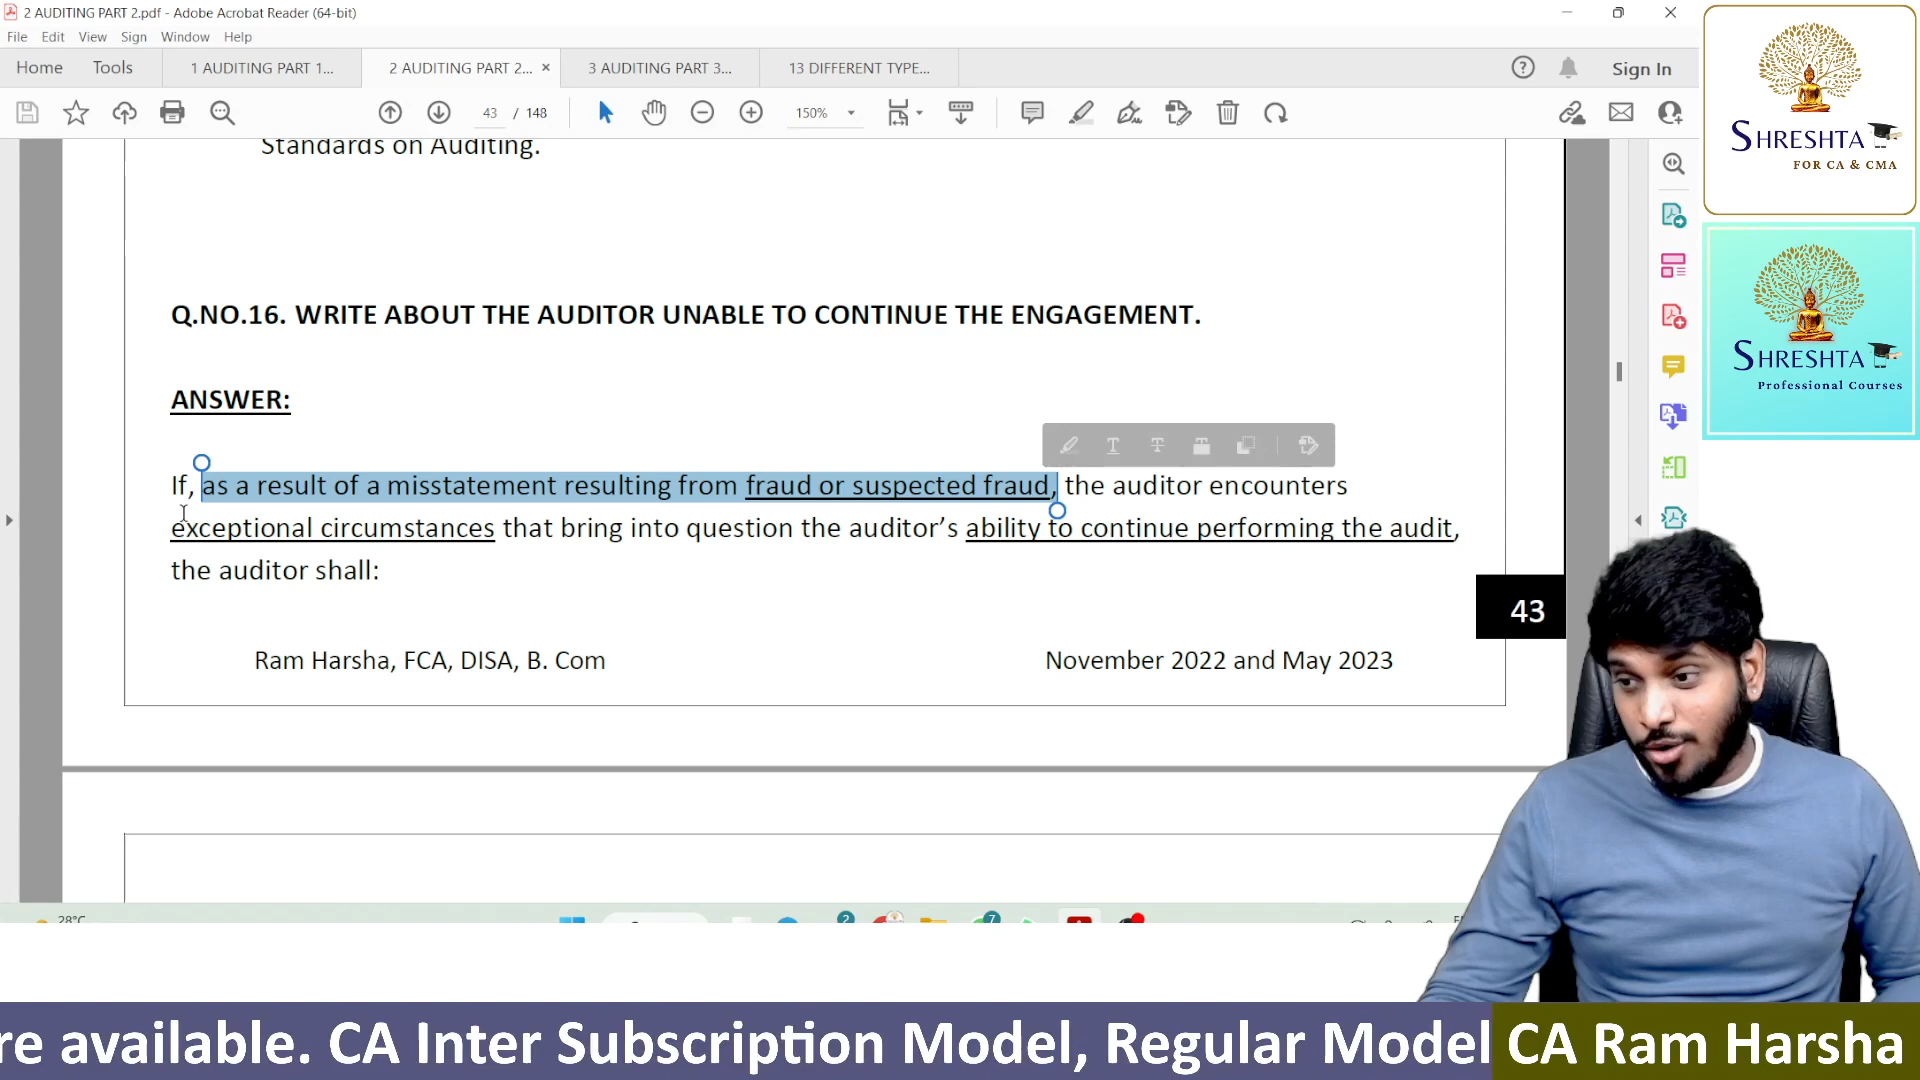 2 AUDITING PART 2.pdf - Adobe Acrobat Reader (64-bit)
File Edit View Sign Window Help
Home Tools 1 AUDITING PART 1... 2 AUDITING PART 2... × 3 AUDITING PART 3... 13 DIFFERENT TYPE... Sign In
43 / 148 150%
Standards on Auditing.
Q.NO.16. WRITE ABOUT THE AUDITOR UNABLE TO CONTINUE THE ENGAGEMENT.
ANSWER:
If, as a result of a misstatement resulting from fraud or suspected fraud, the auditor encounters
exceptional circumstances that bring into question the auditor’s ability to continue performing the audit,
the auditor shall:
43
Ram Harsha, FCA, DISA, B. Com November 2022 and May 2023
SHRESHTA
FOR CA & CMA
SHRESHTA
Professional Courses
28°C
2
7
re available. CA Inter Subscription Model, Regular Model CA Ram Harsha